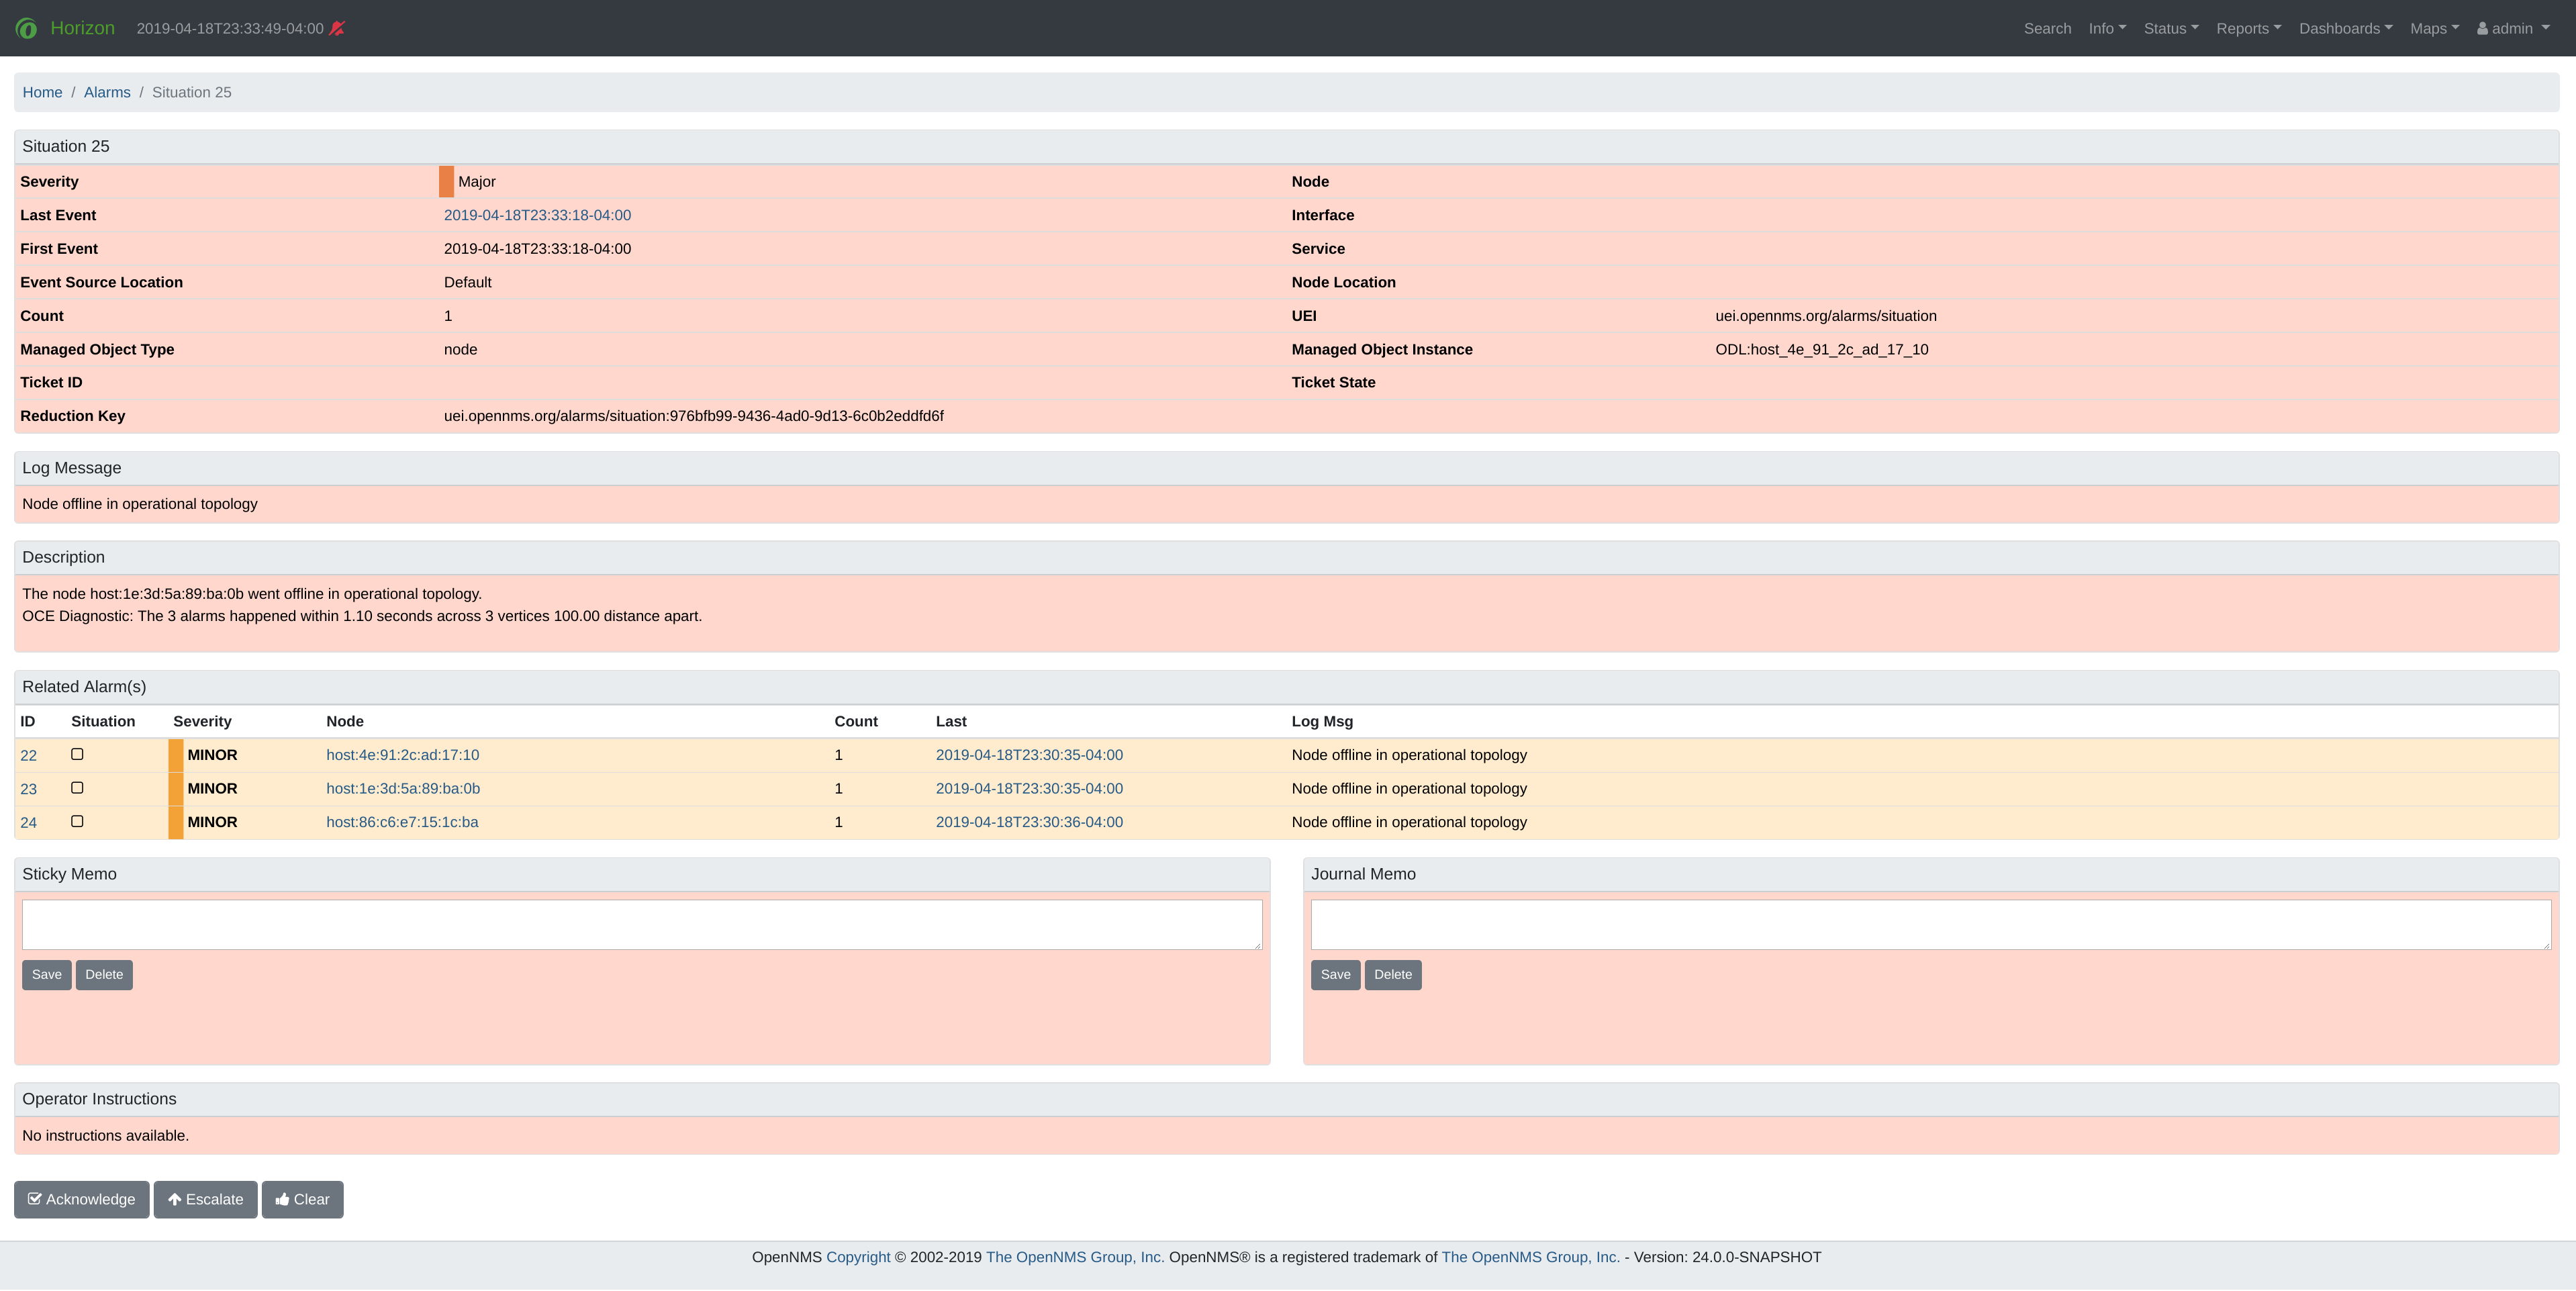 Horizon 2019-04-18T23:33:49-04:00 Search Info Status Reports Dashboards Maps admin
Home / Alarms / Situation 25
Situation 25
Severity Major Node
Last Event 2019-04-18T23:33:18-04:00 Interface
First Event 2019-04-18T23:33:18-04:00 Service
Event Source Location Default Node Location
Count 1 UEI uei.opennms.org/alarms/situation
Managed Object Type node Managed Object Instance ODL:host_4e_91_2c_ad_17_10
Ticket ID Ticket State
Reduction Key uei.opennms.org/alarms/situation:976bfb99-9436-4ad0-9d13-6c0b2eddfd6f
Log Message
Node offline in operational topology
Description
The node host:1e:3d:5a:89:ba:0b went offline in operational topology.
OCE Diagnostic: The 3 alarms happened within 1.10 seconds across 3 vertices 100.00 distance apart.
Related Alarm(s)
ID Situation Severity Node Count Last Log Msg
22 MINOR host:4e:91:2c:ad:17:10 1 2019-04-18T23:30:35-04:00 Node offline in operational topology
23 MINOR host:1e:3d:5a:89:ba:0b 1 2019-04-18T23:30:35-04:00 Node offline in operational topology
24 MINOR host:86:c6:e7:15:1c:ba 1 2019-04-18T23:30:36-04:00 Node offline in operational topology
Sticky Memo Journal Memo
Save Delete Save Delete
Operator Instructions
No instructions available.
Acknowledge Escalate Clear
OpenNMS Copyright © 2002-2019 The OpenNMS Group, Inc. OpenNMS® is a registered trademark of The OpenNMS Group, Inc. - Version: 24.0.0-SNAPSHOT